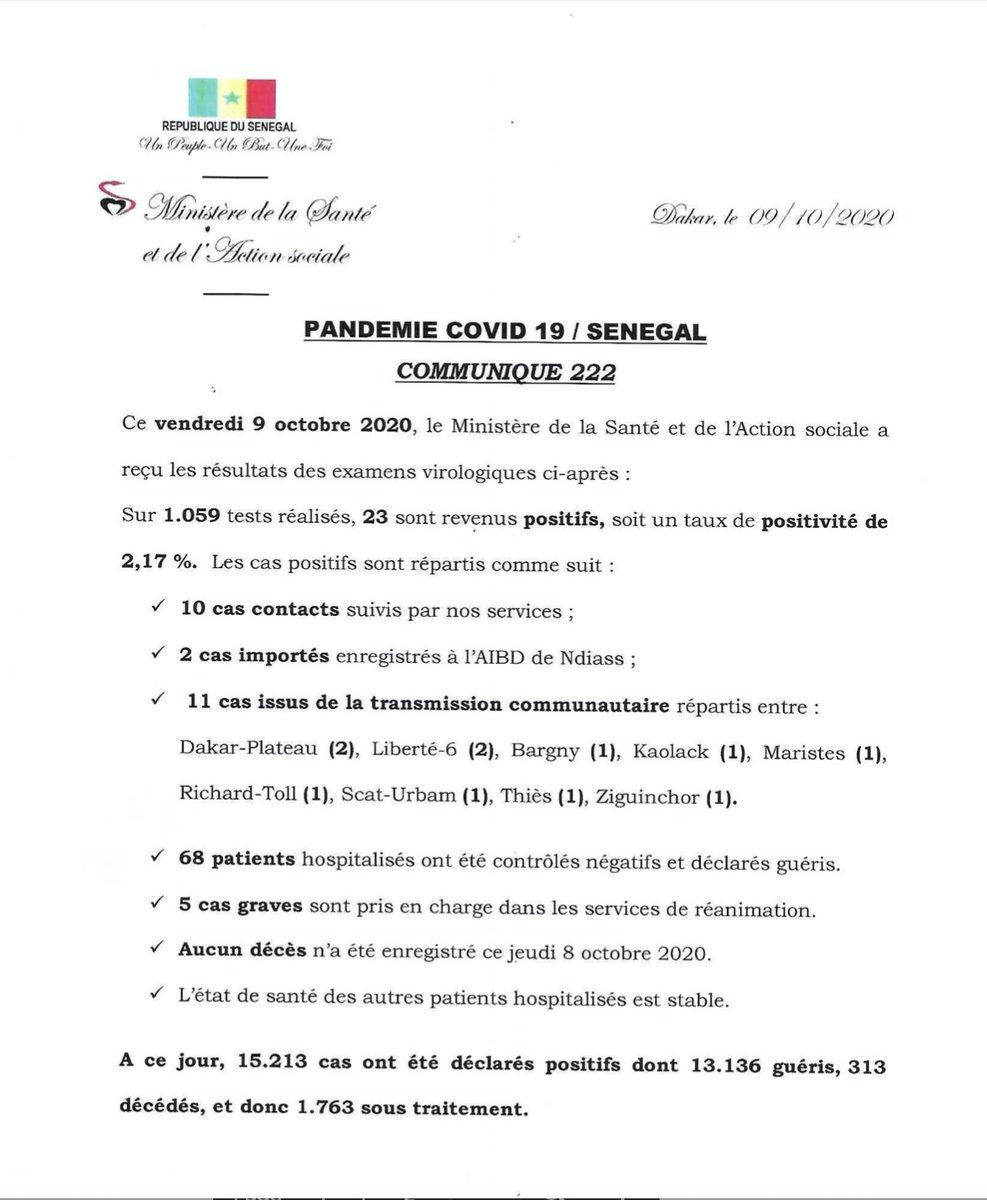 REPUBLIQUE DU SENEGAL
Un Peuple-Un But-Une Foi
Ministère de la Santé
et de l'Action sociale
Dakar, le 09/10/2020
PANDEMIE COVID 19 / SENEGAL
COMMUNIQUE 222
Ce vendredi 9 octobre 2020, le Ministère de la Santé et de l'Action sociale a
reçu les résultats des examens virologiques ci-après :
Sur 1.059 tests réalisés, 23 sont revenus positifs, soit un taux de positivité de
2,17 %. Les cas positifs sont répartis comme suit :
✓ 10 cas contacts suivis par nos services ;
✓ 2 cas importés enregistrés à l'AIBD de Ndiass ;
✓ 11 cas issus de la transmission communautaire répartis entre :
Dakar-Plateau (2), Liberté-6 (2), Bargny (1), Kaolack (1), Maristes (1),
Richard-Toll (1), Scat-Urbam (1), Thiès (1), Ziguinchor (1).
✓ 68 patients hospitalisés ont été contrôlés négatifs et déclarés guéris.
✓ 5 cas graves sont pris en charge dans les services de réanimation.
✓ Aucun décès n'a été enregistré ce jeudi 8 octobre 2020.
✓ L'état de santé des autres patients hospitalisés est stable.
A ce jour, 15.213 cas ont été déclarés positifs dont 13.136 guéris, 313
décédés, et donc 1.763 sous traitement.